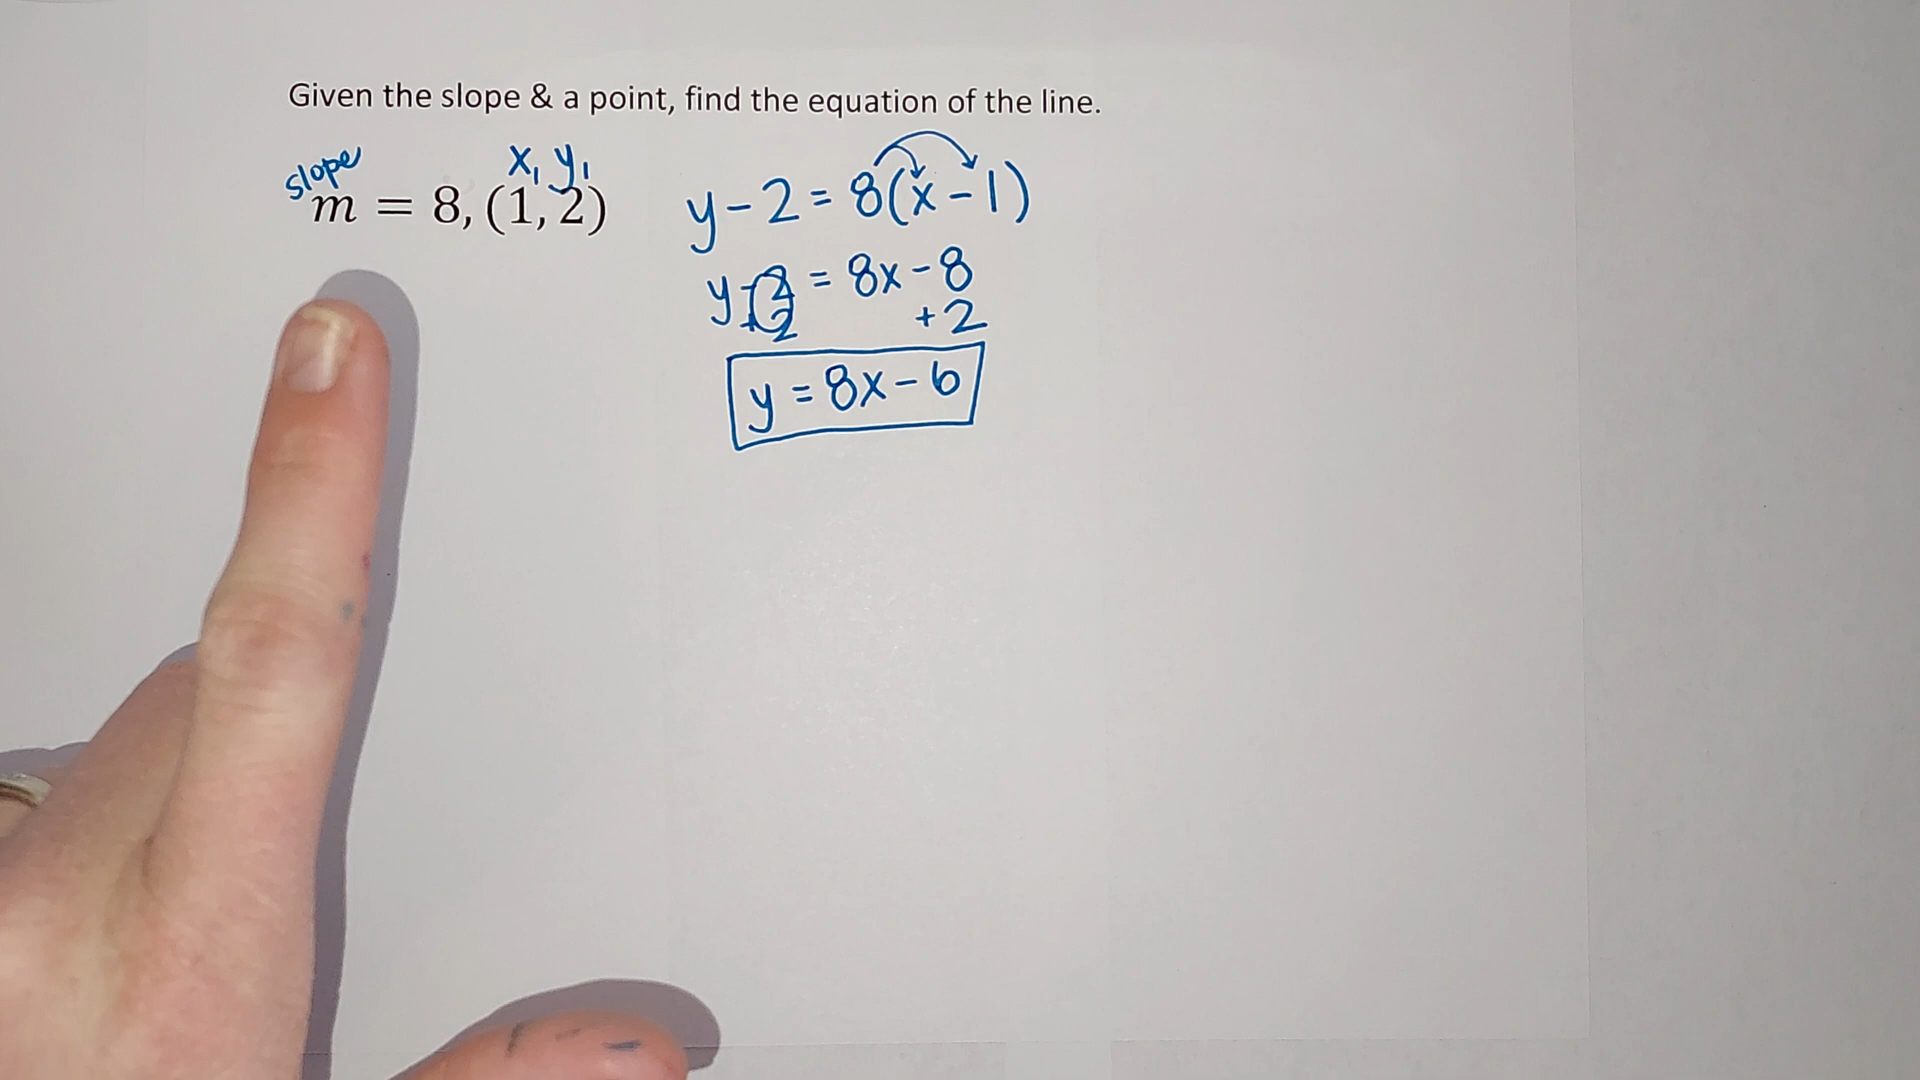 Given the slope & a point, find the equation of the line.
slope
x₁ y₁
m = 8, (1, 2)
y - 2 = 8(x - 1)
y - 2 = 8x - 8
+2 +2
y = 8x - 6